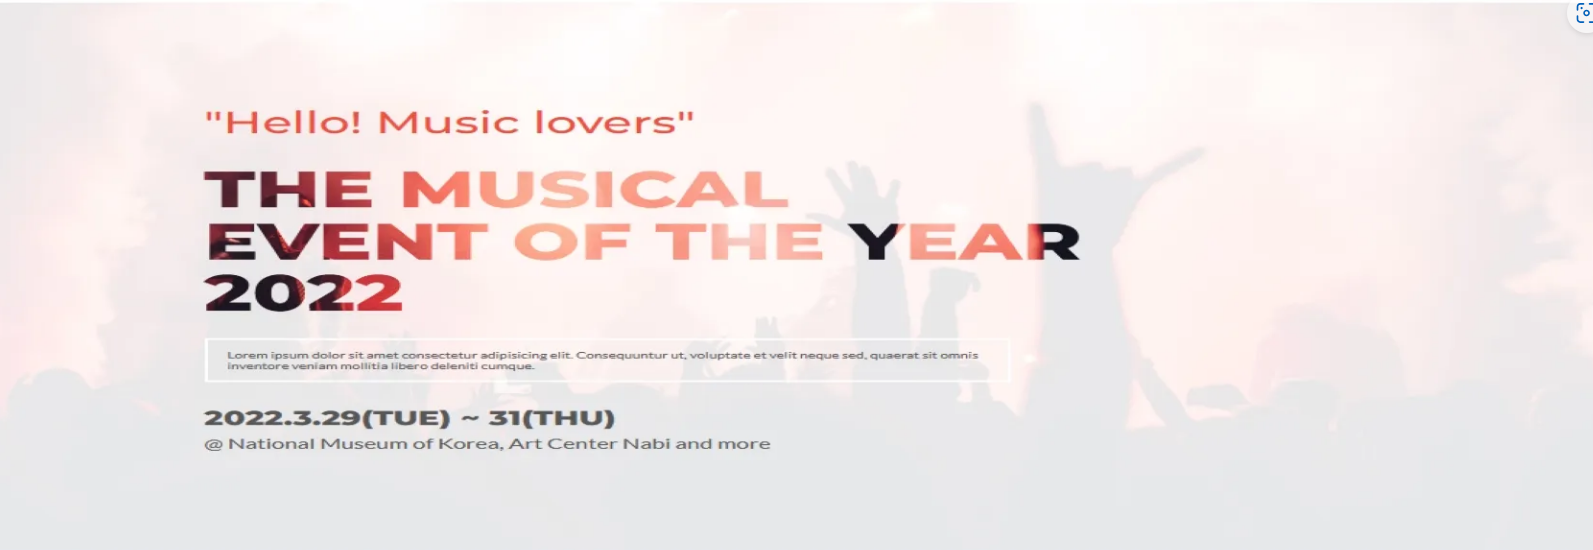 "Hello! Music lovers"
THE MUSICAL
EVENT OF THE YEAR
2022
Lorem ipsum dolor sit amet consectetur adipisicing elit. Consequuntur ut, voluptate et velit neque sed, quaerat sit omnis
inventore veniam mollitia libero deleniti cumque.
2022.3.29(TUE) ~ 31(THU)
@ National Museum of Korea, Art Center Nabi and more